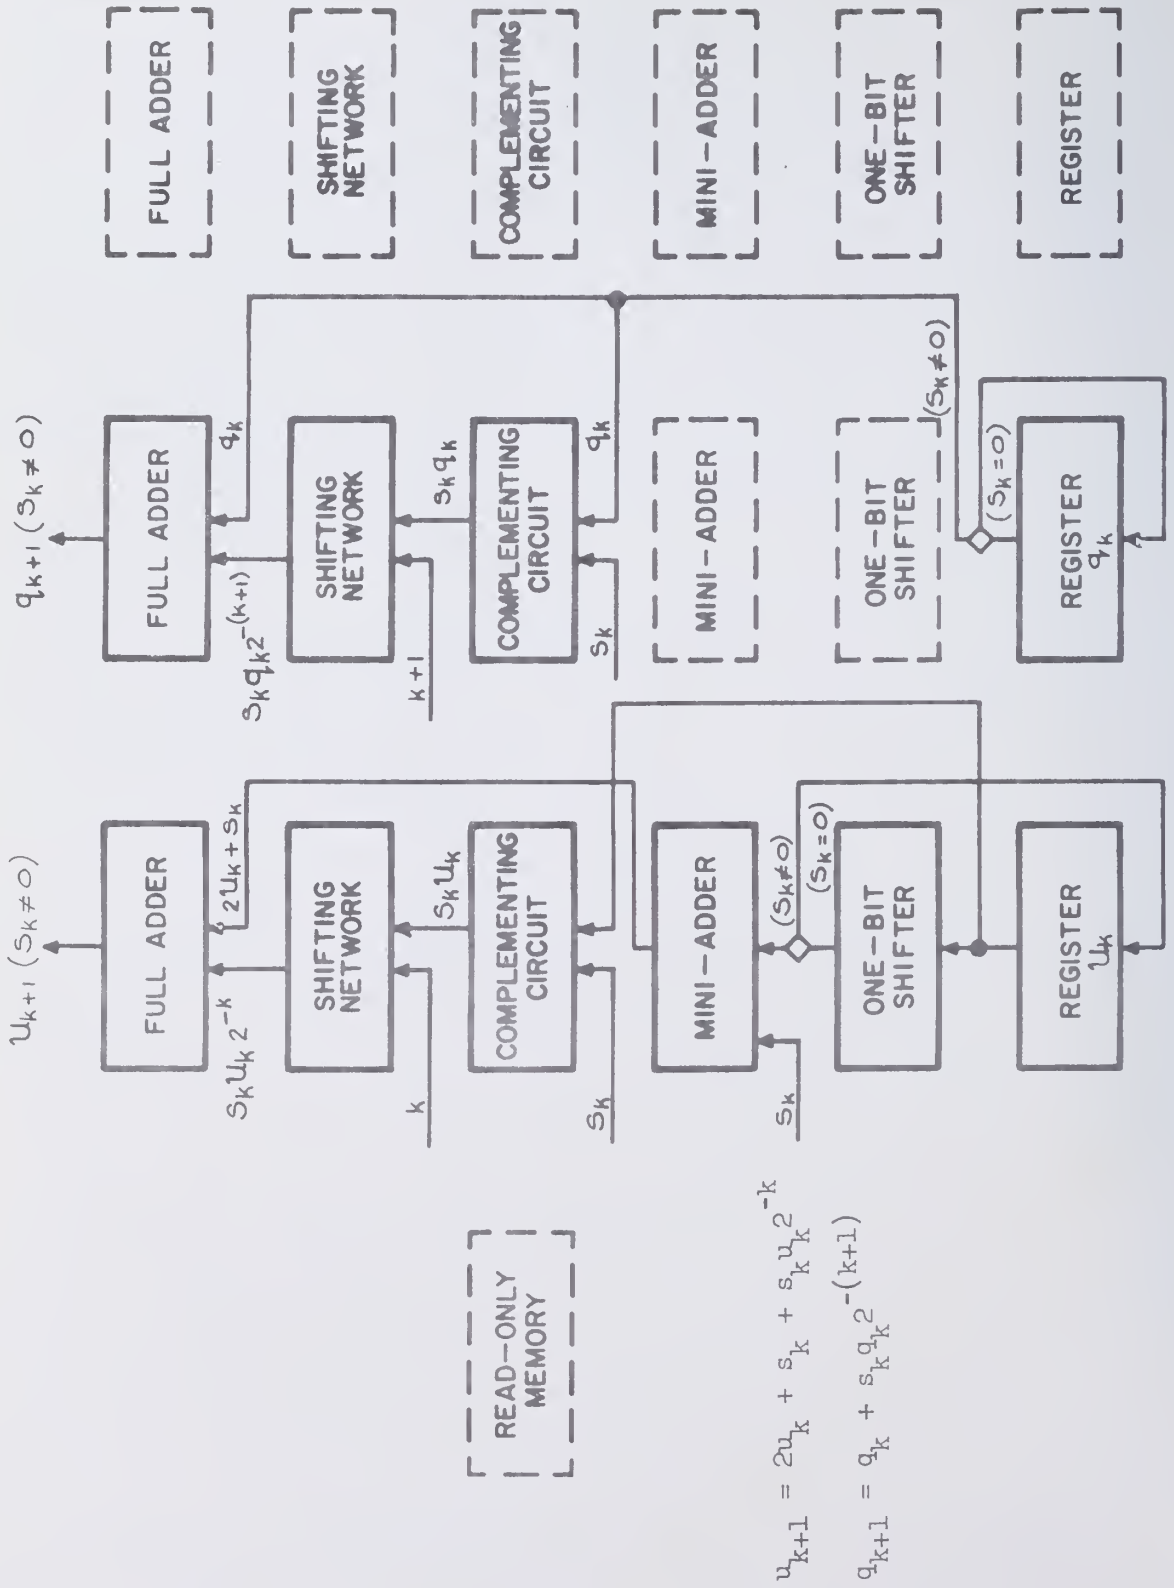 u_{k+1} (s_k ≠ 0)
q_{k+1} (s_k ≠ 0)
FULL ADDER
FULL ADDER
FULL ADDER
s_k u_k 2^{-k}
2u_k + s_k
s_k q_k 2^{-(k+1)}
q_k
SHIFTING
NETWORK
SHIFTING
NETWORK
SHIFTING
NETWORK
k
s_k u_k
k+1
s_k q_k
READ-ONLY
MEMORY
COMPLEMENTING
CIRCUIT
COMPLEMENTING
CIRCUIT
COMPLEMENTING
CIRCUIT
s_k
s_k
q_k
MINI-ADDER
MINI-ADDER
MINI-ADDER
s_k
(s_k≠0)
(s_k=0)
u_{k+1} = 2u_k + s_k + s_k u_k 2^{-k}
q_{k+1} = q_k + s_k q_k 2^{-(k+1)}
ONE-BIT
SHIFTER
ONE-BIT
SHIFTER
ONE-BIT
SHIFTER
(s_k≠0)
(s_k=0)
REGISTER
u_k
REGISTER
q_k
REGISTER